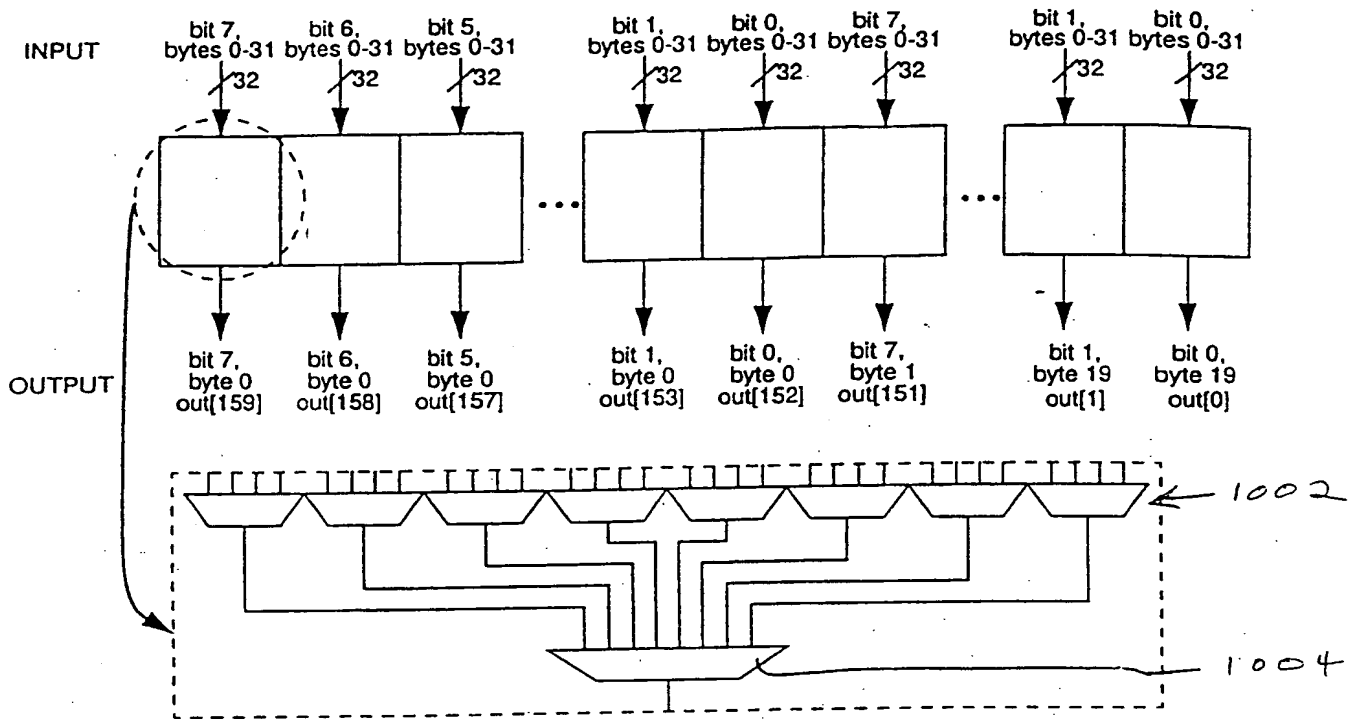 INPUT
bit 7,
bytes 0-31
32
bit 6,
bytes 0-31
32
bit 5,
bytes 0-31
32
bit 1,
bytes 0-31
32
bit 0,
bytes 0-31
32
bit 7,
bytes 0-31
32
bit 1,
bytes 0-31
32
bit 0,
bytes 0-31
32
OUTPUT
bit 7,
byte 0
out[159]
bit 6,
byte 0
out[158]
bit 5,
byte 0
out[157]
bit 1,
byte 0
out[153]
bit 0,
byte 0
out[152]
bit 7,
byte 1
out[151]
bit 1,
byte 19
out[1]
bit 0,
byte 19
out[0]
1002
1004